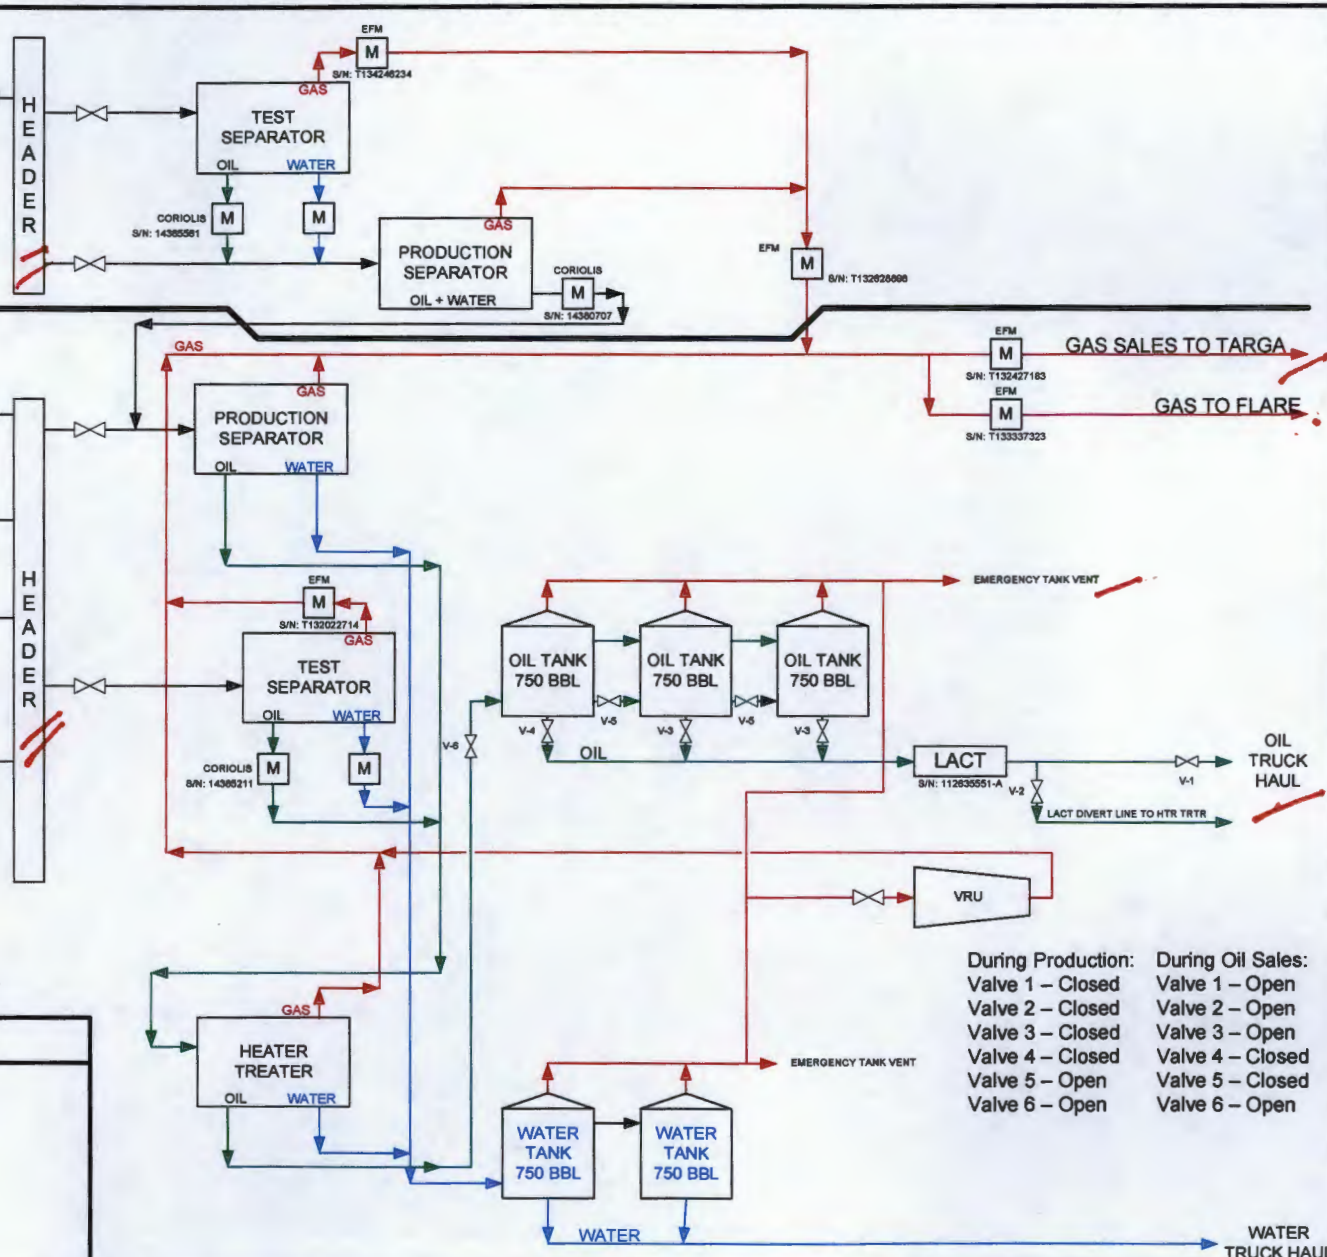 HEADER
EFM
M
S/N: T134246234
GAS
TEST
SEPARATOR
OIL WATER
CORIOLIS
M
M
S/N: 14365561
GAS
PRODUCTION
SEPARATOR
OIL + WATER
CORIOLIS
M
S/N: 14380707
EFM
M
S/N: T132628698
GAS
GAS
EFM
M
GAS SALES TO TARGA
S/N: T132427183
EFM
M
GAS TO FLARE
S/N: T133337323
HEADER
PRODUCTION
SEPARATOR
OIL WATER
EFM
M
S/N: T132022714
GAS
TEST
SEPARATOR
OIL WATER
CORIOLIS
M
M
S/N: 14365211
V-6
EMERGENCY TANK VENT
OIL TANK
750 BBL
OIL TANK
750 BBL
OIL TANK
750 BBL
V-5
V-5
V-4
V-3
V-3
OIL
LACT
S/N: 112635551-A
V-1
V-2
OIL
TRUCK
HAUL
LACT DIVERT LINE TO HTR TRTR
VRU
During Production:
Valve 1 – Closed
Valve 2 – Closed
Valve 3 – Closed
Valve 4 – Closed
Valve 5 – Open
Valve 6 – Open
During Oil Sales:
Valve 1 – Open
Valve 2 – Open
Valve 3 – Open
Valve 4 – Closed
Valve 5 – Closed
Valve 6 – Open
GAS
HEATER
TREATER
OIL WATER
EMERGENCY TANK VENT
WATER
TANK
750 BBL
WATER
TANK
750 BBL
WATER
WATER
TRUCK HAUL